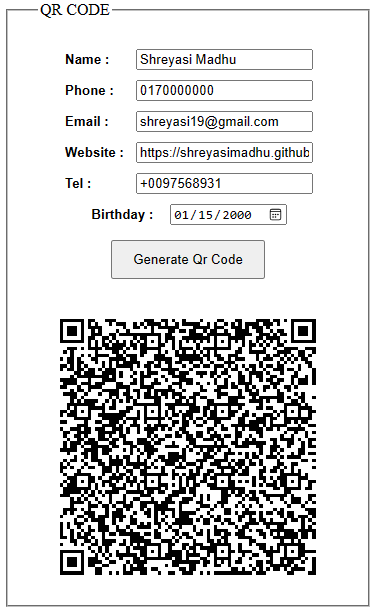 QR CODE
Name : Shreyasi Madhu
Phone : 0170000000
Email : shreyasi19@gmail.com
Website : https://shreyasimadhu.github
Tel : +0097568931
Birthday : 01/15/2000
Generate Qr Code